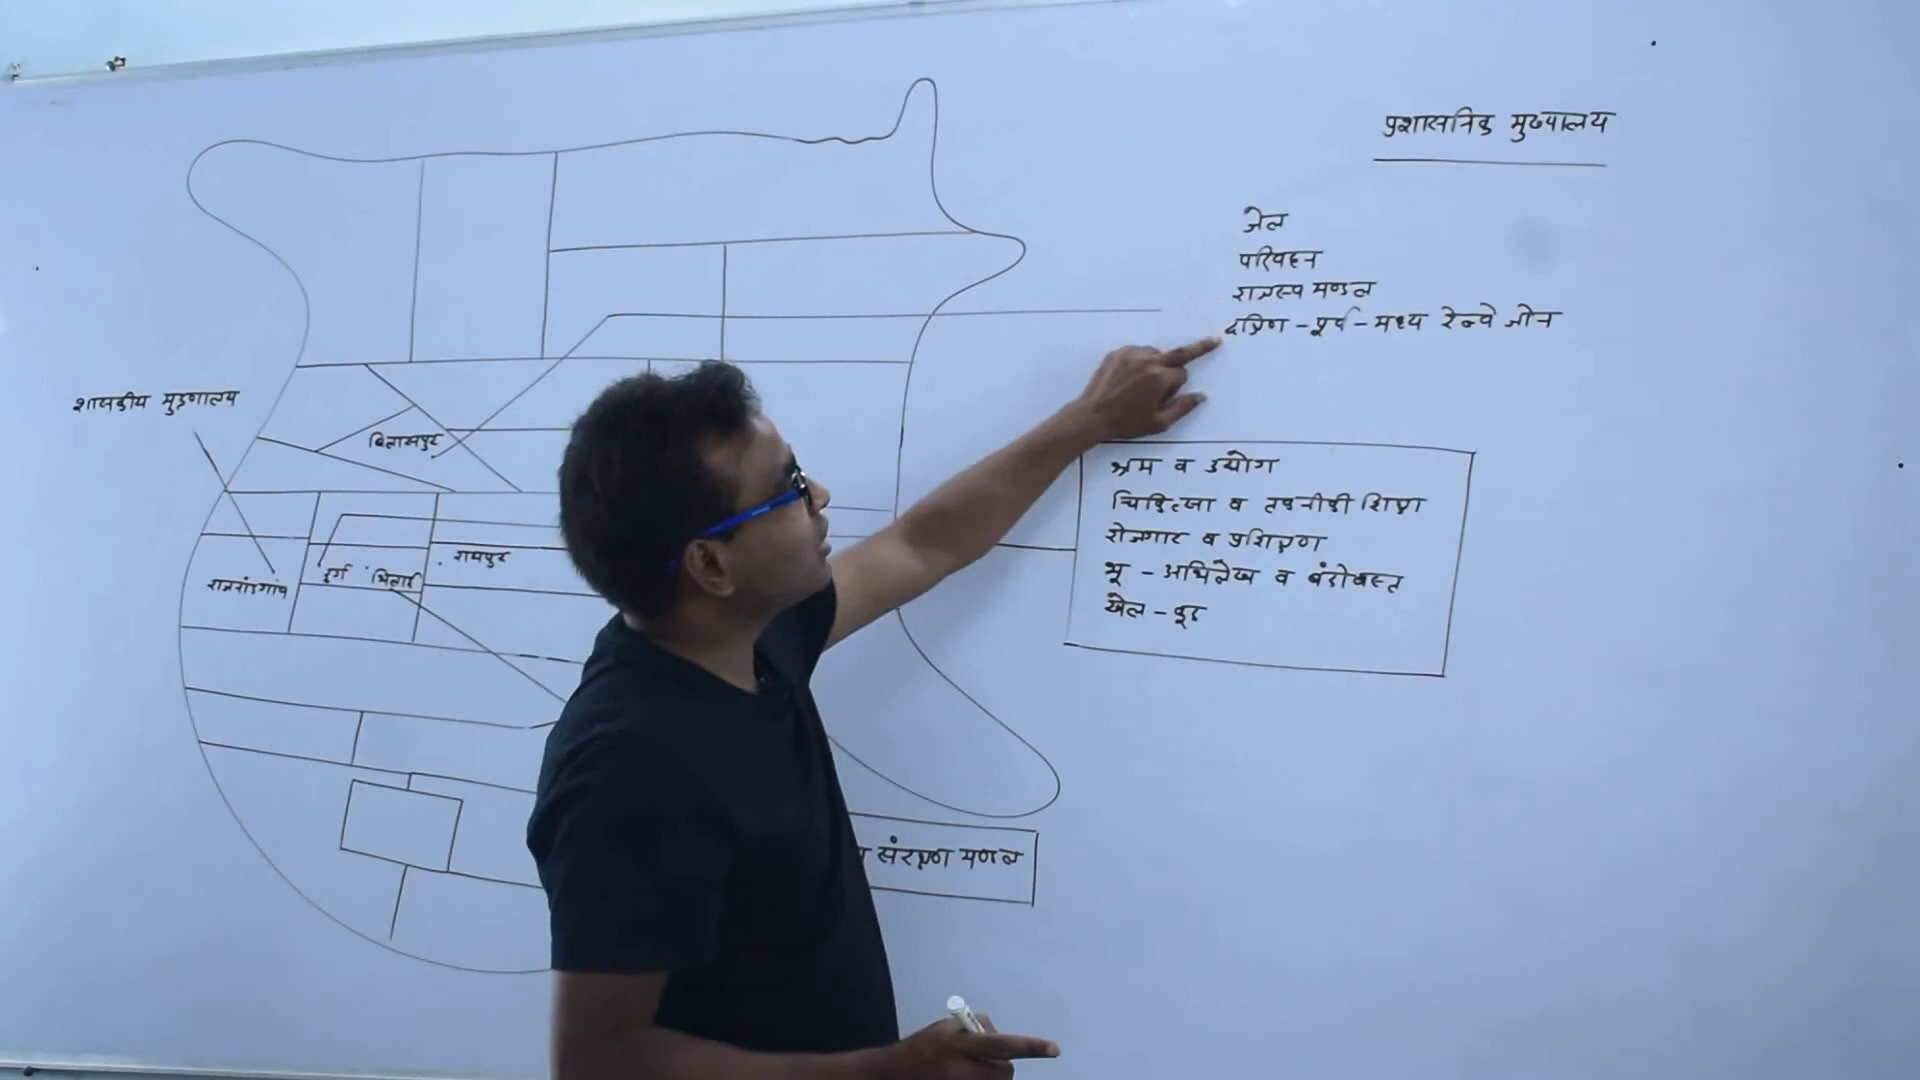 प्रशासनिक मुख्यालय
जेल
परिवहन
राजस्व मण्डल
दक्षिण - पूर्व - मध्य रेल्वे जोन
शासकीय मुद्रणालय
बिलासपुर
श्रम व उद्योग
चिकित्सा व तकनीकी शिक्षा
रोजगार व प्रशिक्षण
भू - अभिलेख व बंदोबस्त
खेल - कूद
रायपुर
राजनांदगांव
दुर्ग भिलाई
संरक्षण मण्डल